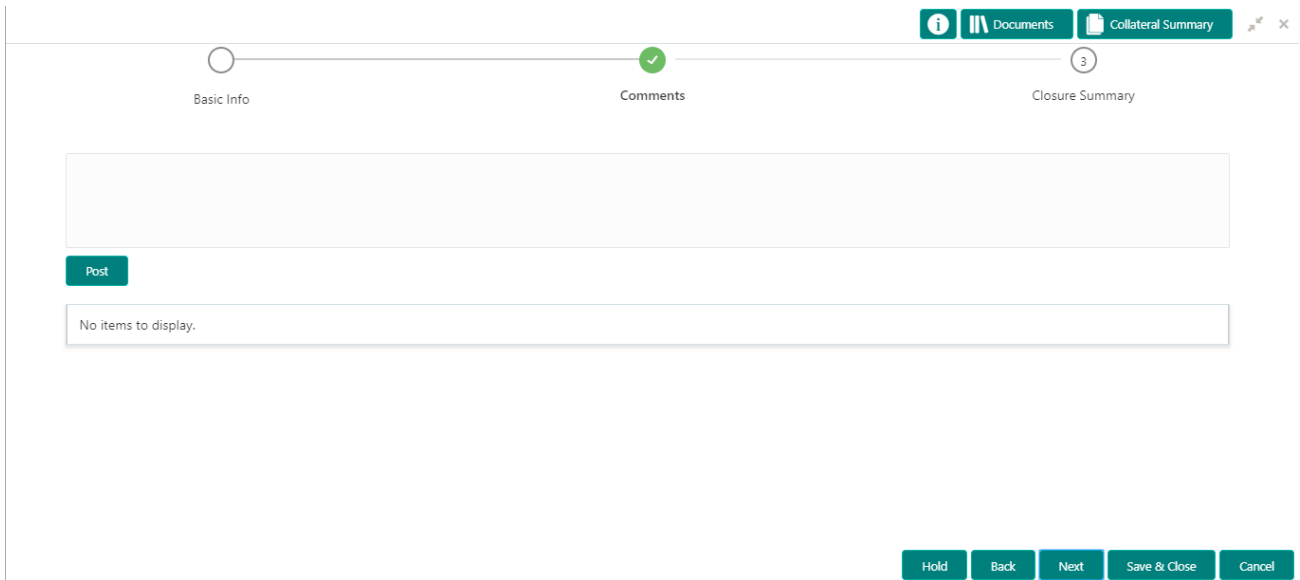 Documents
Collateral Summary
3
Basic Info
Comments
Closure Summary
Post
No items to display.
Hold
Back
Next
Save & Close
Cancel